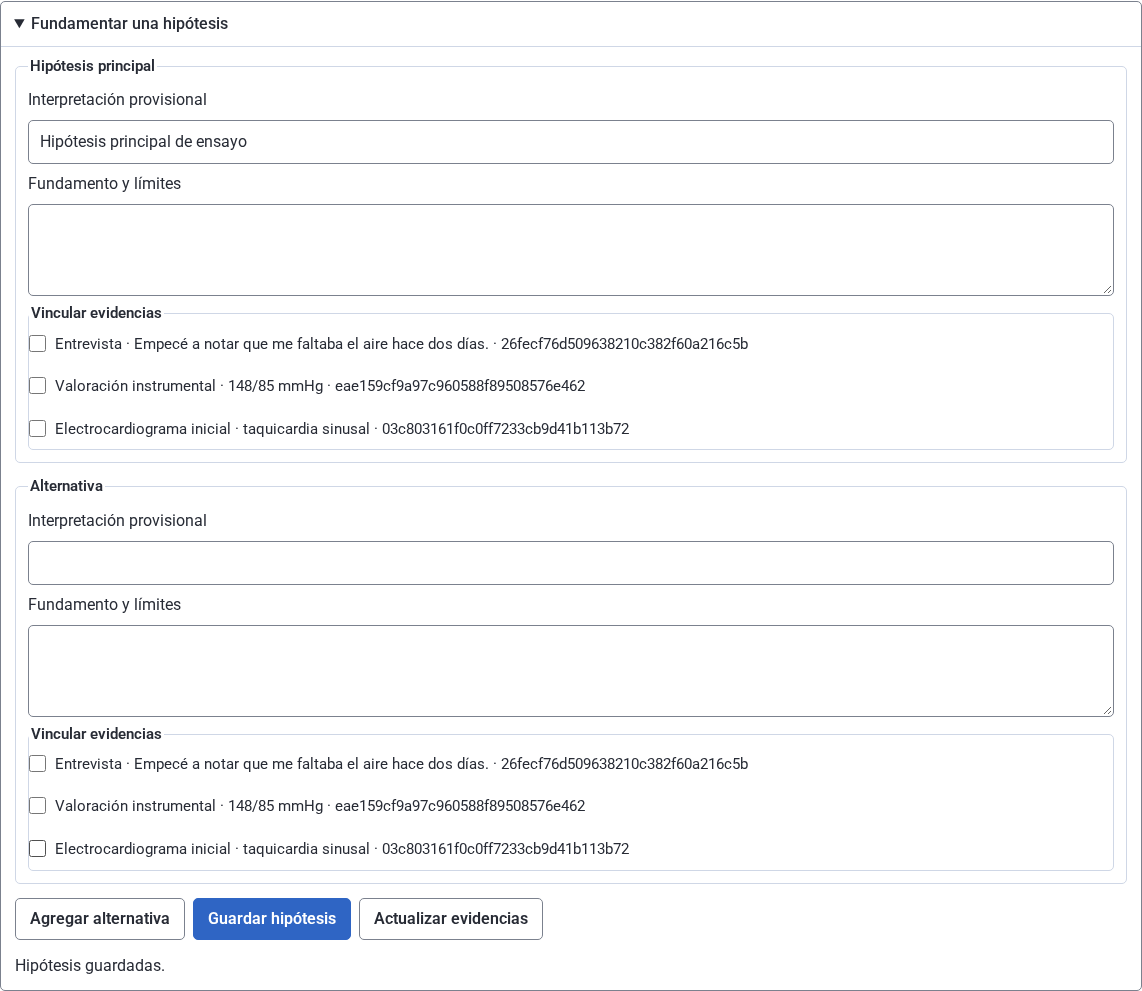 Fundamentar una hipótesis
Hipótesis principal
Interpretación provisional
Hipótesis principal de ensayo
Fundamento y límites
Vincular evidencias
Entrevista · Empecé a notar que me faltaba el aire hace dos días. · 26fecf76d509638210c382f60a216c5b
Valoración instrumental · 148/85 mmHg · eae159cf9a97c960588f89508576e462
Electrocardiograma inicial · taquicardia sinusal · 03c803161f0c0ff7233cb9d41b113b72
Alternativa
Interpretación provisional
Fundamento y límites
Vincular evidencias
Entrevista · Empecé a notar que me faltaba el aire hace dos días. · 26fecf76d509638210c382f60a216c5b
Valoración instrumental · 148/85 mmHg · eae159cf9a97c960588f89508576e462
Electrocardiograma inicial · taquicardia sinusal · 03c803161f0c0ff7233cb9d41b113b72
Agregar alternativa Guardar hipótesis Actualizar evidencias
Hipótesis guardadas.